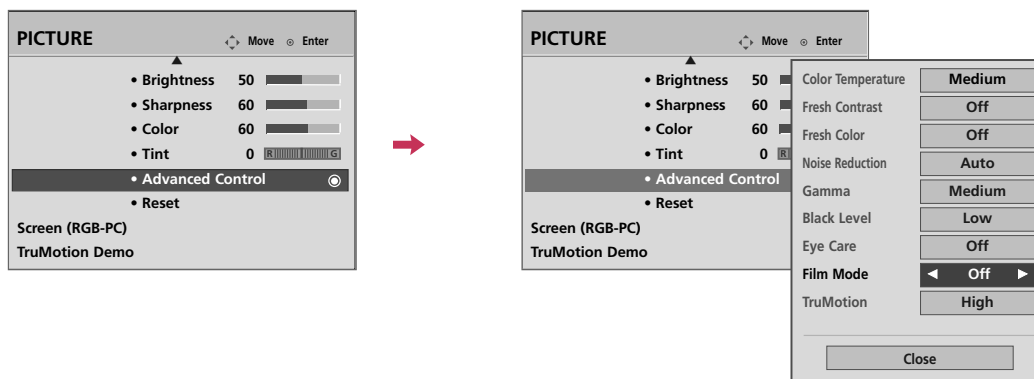 PICTURE
Move Enter
• Brightness 50
• Sharpness 60
• Color 60
• Tint 0 R G
• Advanced Control
• Reset
Screen (RGB-PC)
TruMotion Demo
PICTURE
Move Enter
• Brightness 50
• Sharpness 60
• Color 60
• Tint 0 R
• Advanced Control
• Reset
Screen (RGB-PC)
TruMotion Demo
Color Temperature Medium
Fresh Contrast Off
Fresh Color Off
Noise Reduction Auto
Gamma Medium
Black Level Low
Eye Care Off
Film Mode Off
TruMotion High
Close